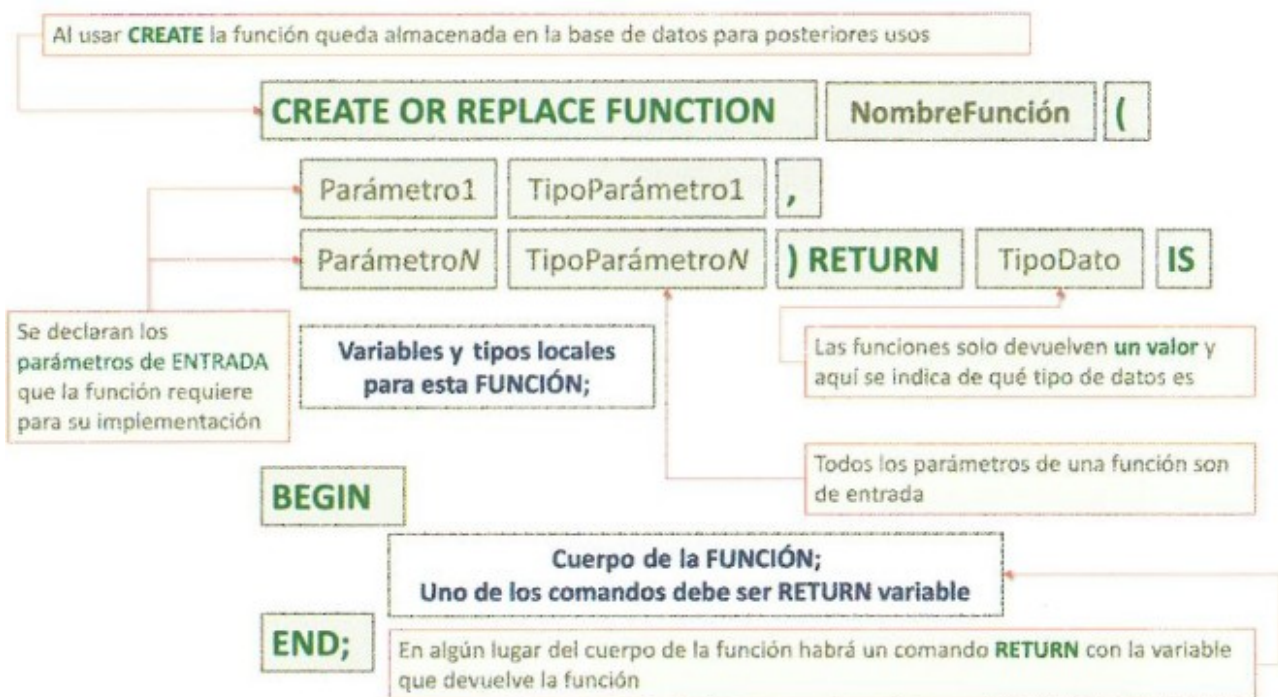 Al usar CREATE la función queda almacenada en la base de datos para posteriores usos
CREATE OR REPLACE FUNCTION NombreFunción (
Parámetro1 TipoParámetro1 ,
ParámetroN TipoParámetroN ) RETURN TipoDato IS
Se declaran los
parámetros de ENTRADA
que la función requiere
para su implementación
Variables y tipos locales
para esta FUNCIÓN;
Las funciones solo devuelven un valor y
aquí se indica de qué tipo de datos es
Todos los parámetros de una función son
de entrada
BEGIN
Cuerpo de la FUNCIÓN;
Uno de los comandos debe ser RETURN variable
END;
En algún lugar del cuerpo de la función habrá un comando RETURN con la variable
que devuelve la función